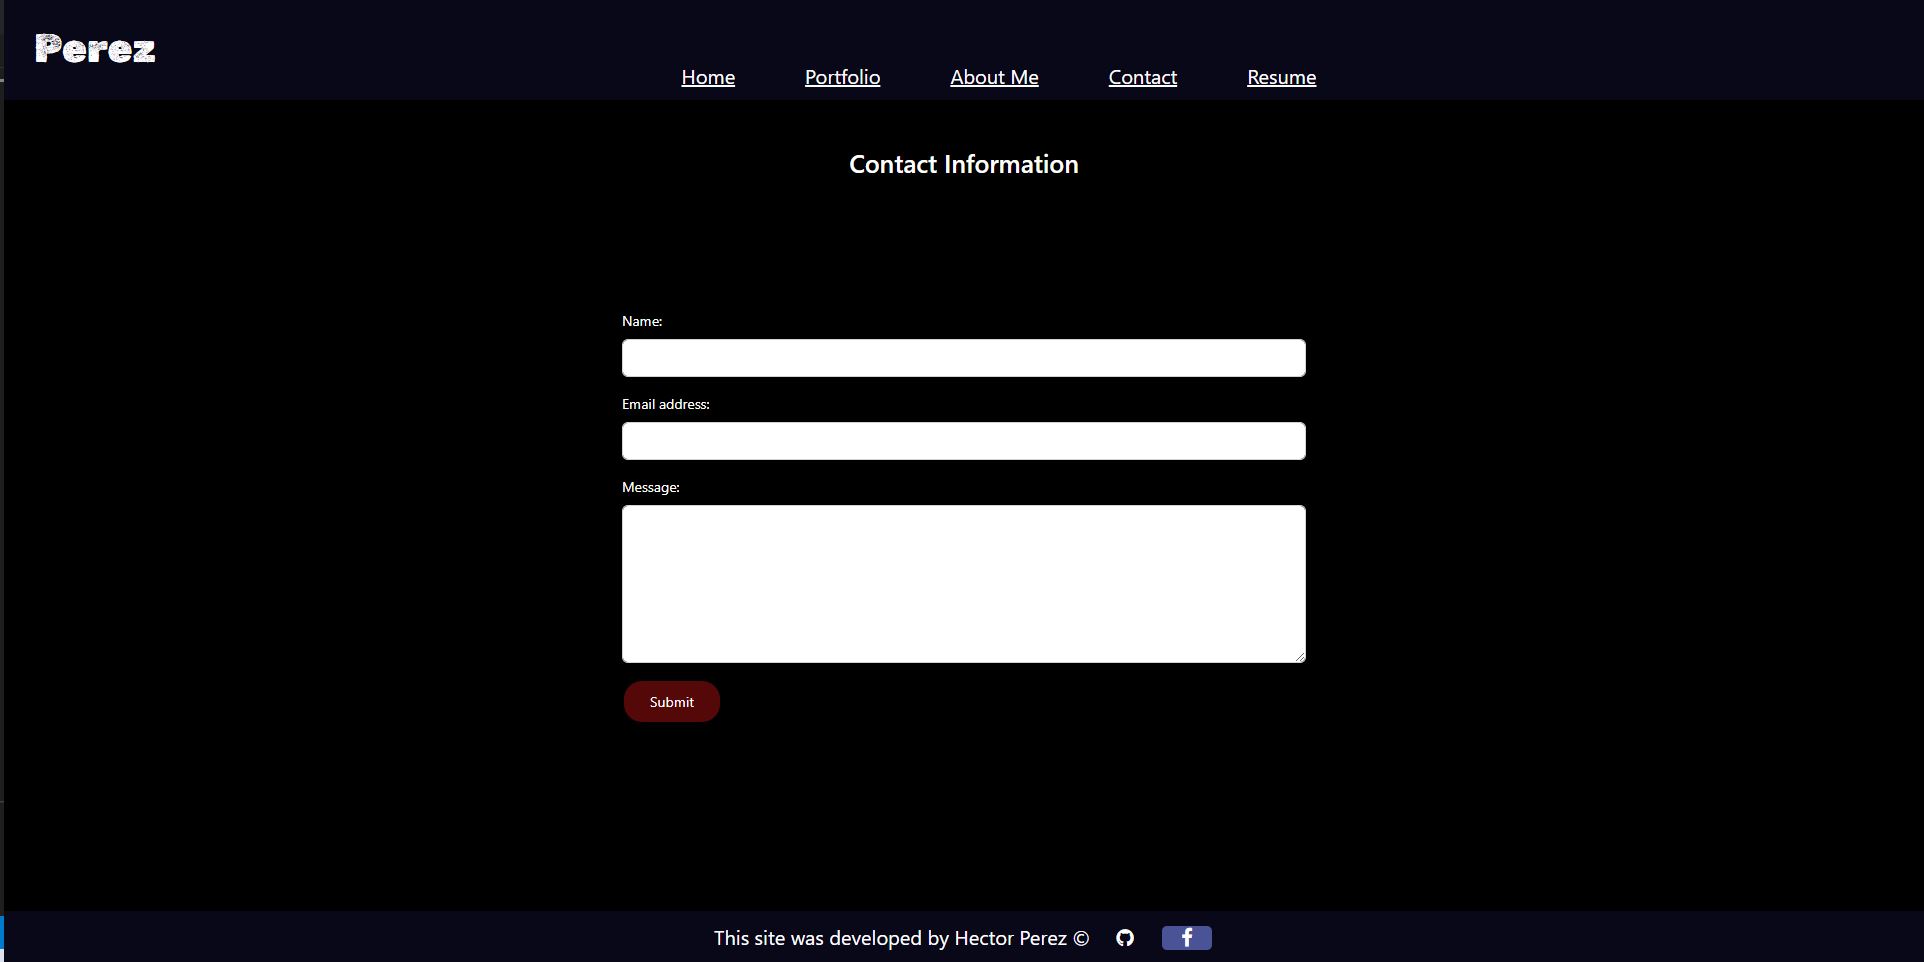 Perez
Home Portfolio About Me Contact Resume
Contact Information
Name:
Email address:
Message:
Submit
This site was developed by Hector Perez ©